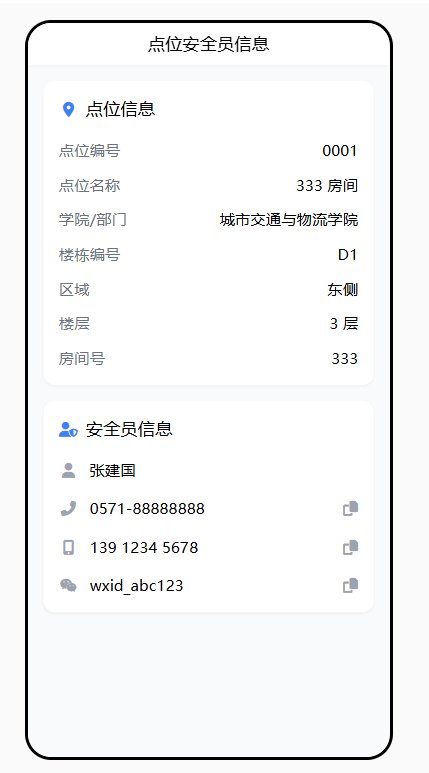 点位安全员信息
点位信息
点位编号 0001
点位名称 333 房间
学院/部门 城市交通与物流学院
楼栋编号 D1
区域 东侧
楼层 3 层
房间号 333
安全员信息
张建国
0571-88888888
139 1234 5678
wxid_abc123